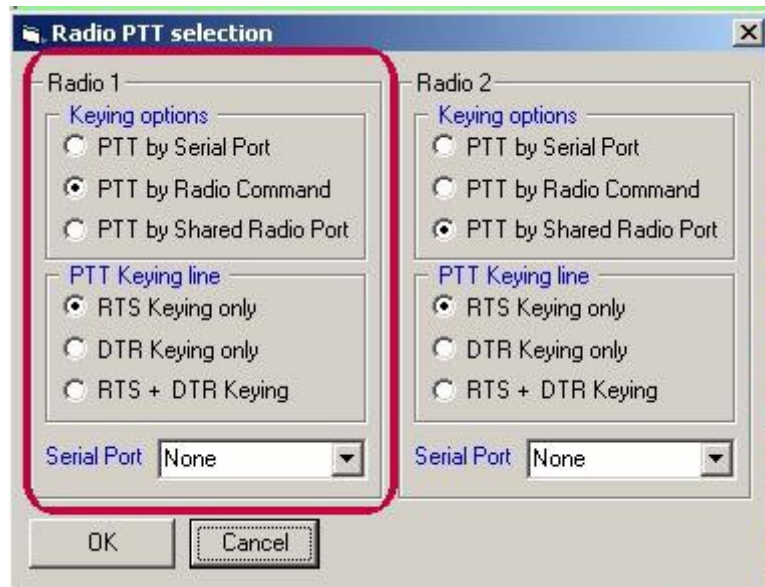 Radio PTT selection
Radio 1
Keying options
PTT by Serial Port
PTT by Radio Command
PTT by Shared Radio Port
PTT Keying line
RTS Keying only
DTR Keying only
RTS + DTR Keying
Serial Port None
Radio 2
Keying options
PTT by Serial Port
PTT by Radio Command
PTT by Shared Radio Port
PTT Keying line
RTS Keying only
DTR Keying only
RTS + DTR Keying
Serial Port None
OK
Cancel